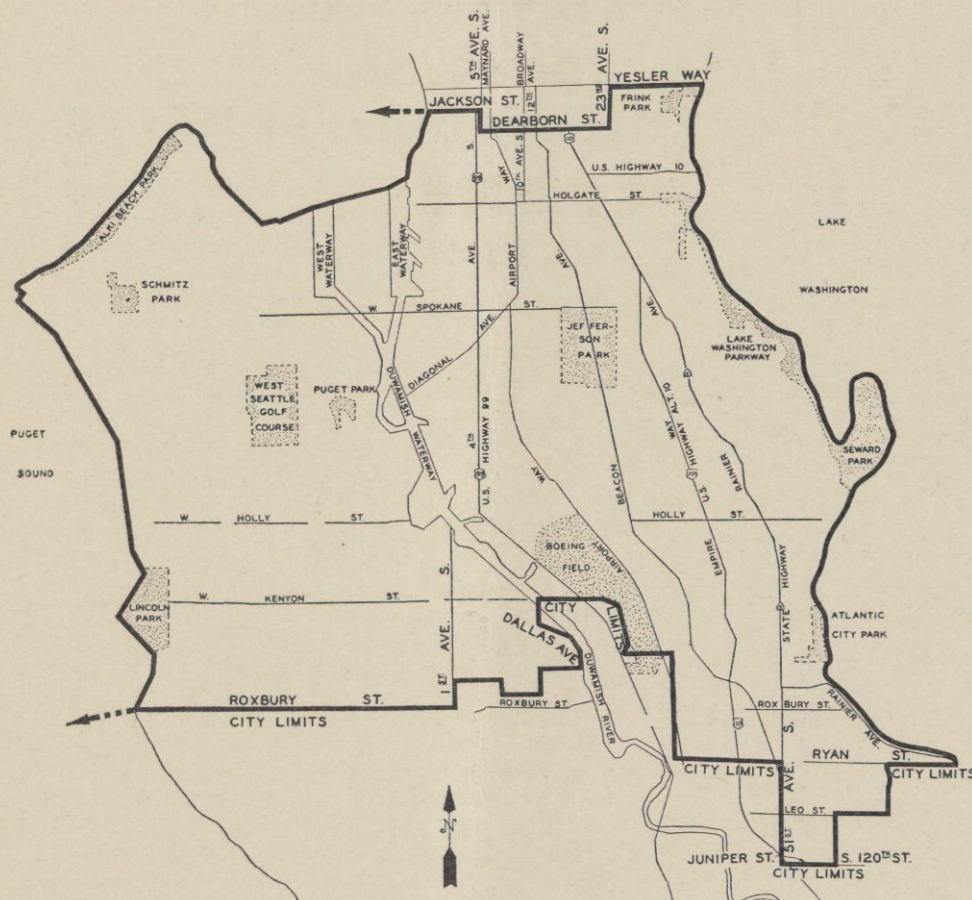 5TH AVE. S.
MAYNARD AVE.
BROADWAY
12TH AVE.
23RD AVE. S.
YESLER WAY
JACKSON ST.
FRINK
PARK
DEARBORN ST.
S.
WAY
10TH AVE. S.
U.S. HIGHWAY 10
HOLGATE ST.
ALKI BEACH PARK
WEST
WATERWAY
EAST
WATERWAY
AVE.
AIRPORT
AVE.
LAKE
WASHINGTON
SCHMITZ
PARK
W. SPOKANE ST.
AVE.
AVE.
JEFFER-
SON
PARK
LAKE
WASHINGTON
PARKWAY
DIAGONAL
DUWAMISH
WATERWAY
WEST
SEATTLE
GOLF
COURSE
PUGET PARK
PUGET
SOUND
4TH
U.S. HIGHWAY 99
WAY
BEACON
WAY
U.S. HIGHWAY ALT. 10
RAINIER
SEWARD
PARK
W. HOLLY ST.
HOLLY ST.
BOEING
FIELD
AIRPORT
EMPIRE
STATE HIGHWAY
LINCOLN
PARK
W. KENYON ST.
1ST AVE. S.
CITY LIMITS
DALLAS AVE
ATLANTIC
CITY PARK
DUWAMISH RIVER
ROXBURY ST.
CITY LIMITS
ROXBURY ST.
ROXBURY ST.
RAINIER AVE.
RYAN ST.
CITY LIMITS
CITY LIMITS
51ST AVE. S.
LEO ST.
N
JUNIPER ST.
S. 120TH ST.
CITY LIMITS